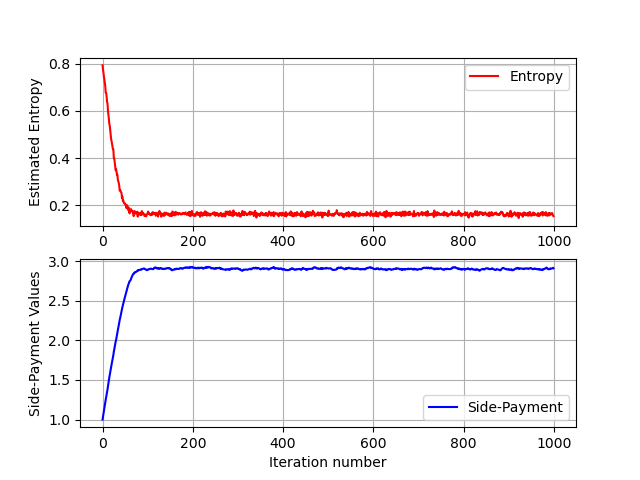 Estimated Entropy
0.8
0.6
0.4
0.2
Entropy
0 200 400 600 800 1000
Side-Payment Values
3.0
2.5
2.0
1.5
1.0
Side-Payment
0 200 400 600 800 1000
Iteration number